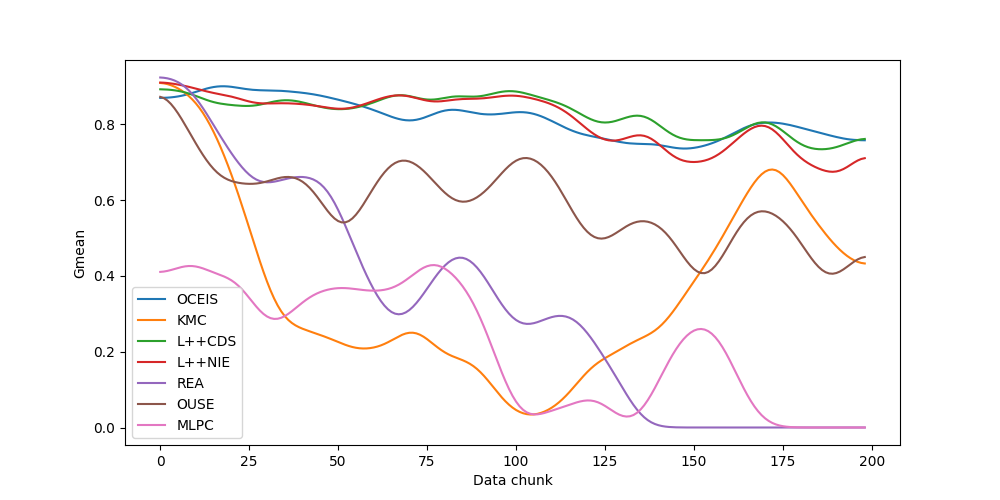 Gmean
0.8
0.6
0.4
0.2
0.0
OCEIS
KMC
L++CDS
L++NIE
REA
OUSE
MLPC
0 25 50 75 100 125 150 175 200
Data chunk